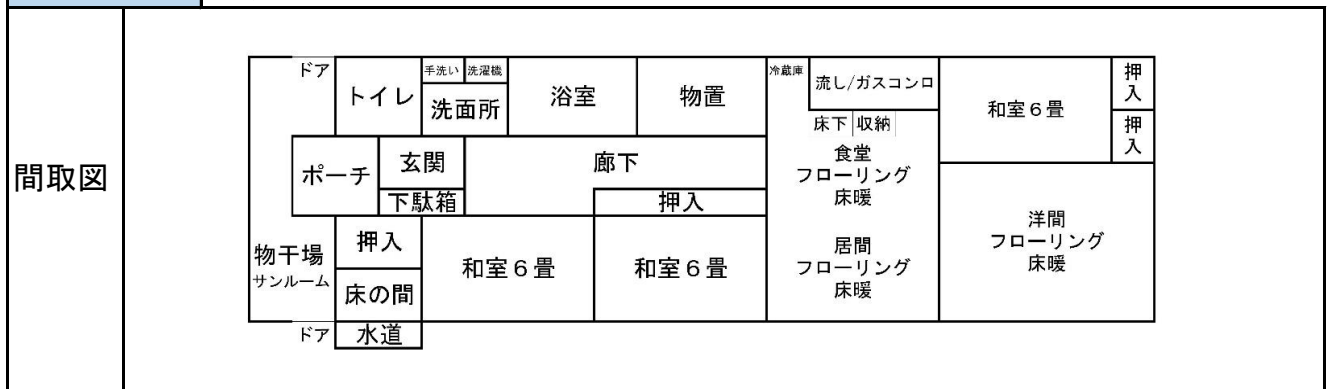 間取図
ドア
トイレ
手洗い
洗濯機
洗面所
浴室
物置
冷蔵庫
流し/ガスコンロ
和室６畳
押
入
押
入
床下
収納
ポーチ
玄関
下駄箱
廊下
押入
食堂
フローリング
床暖
物干場
サンルーム
押入
床の間
和室６畳
和室６畳
居間
フローリング
床暖
洋間
フローリング
床暖
ドア
水道